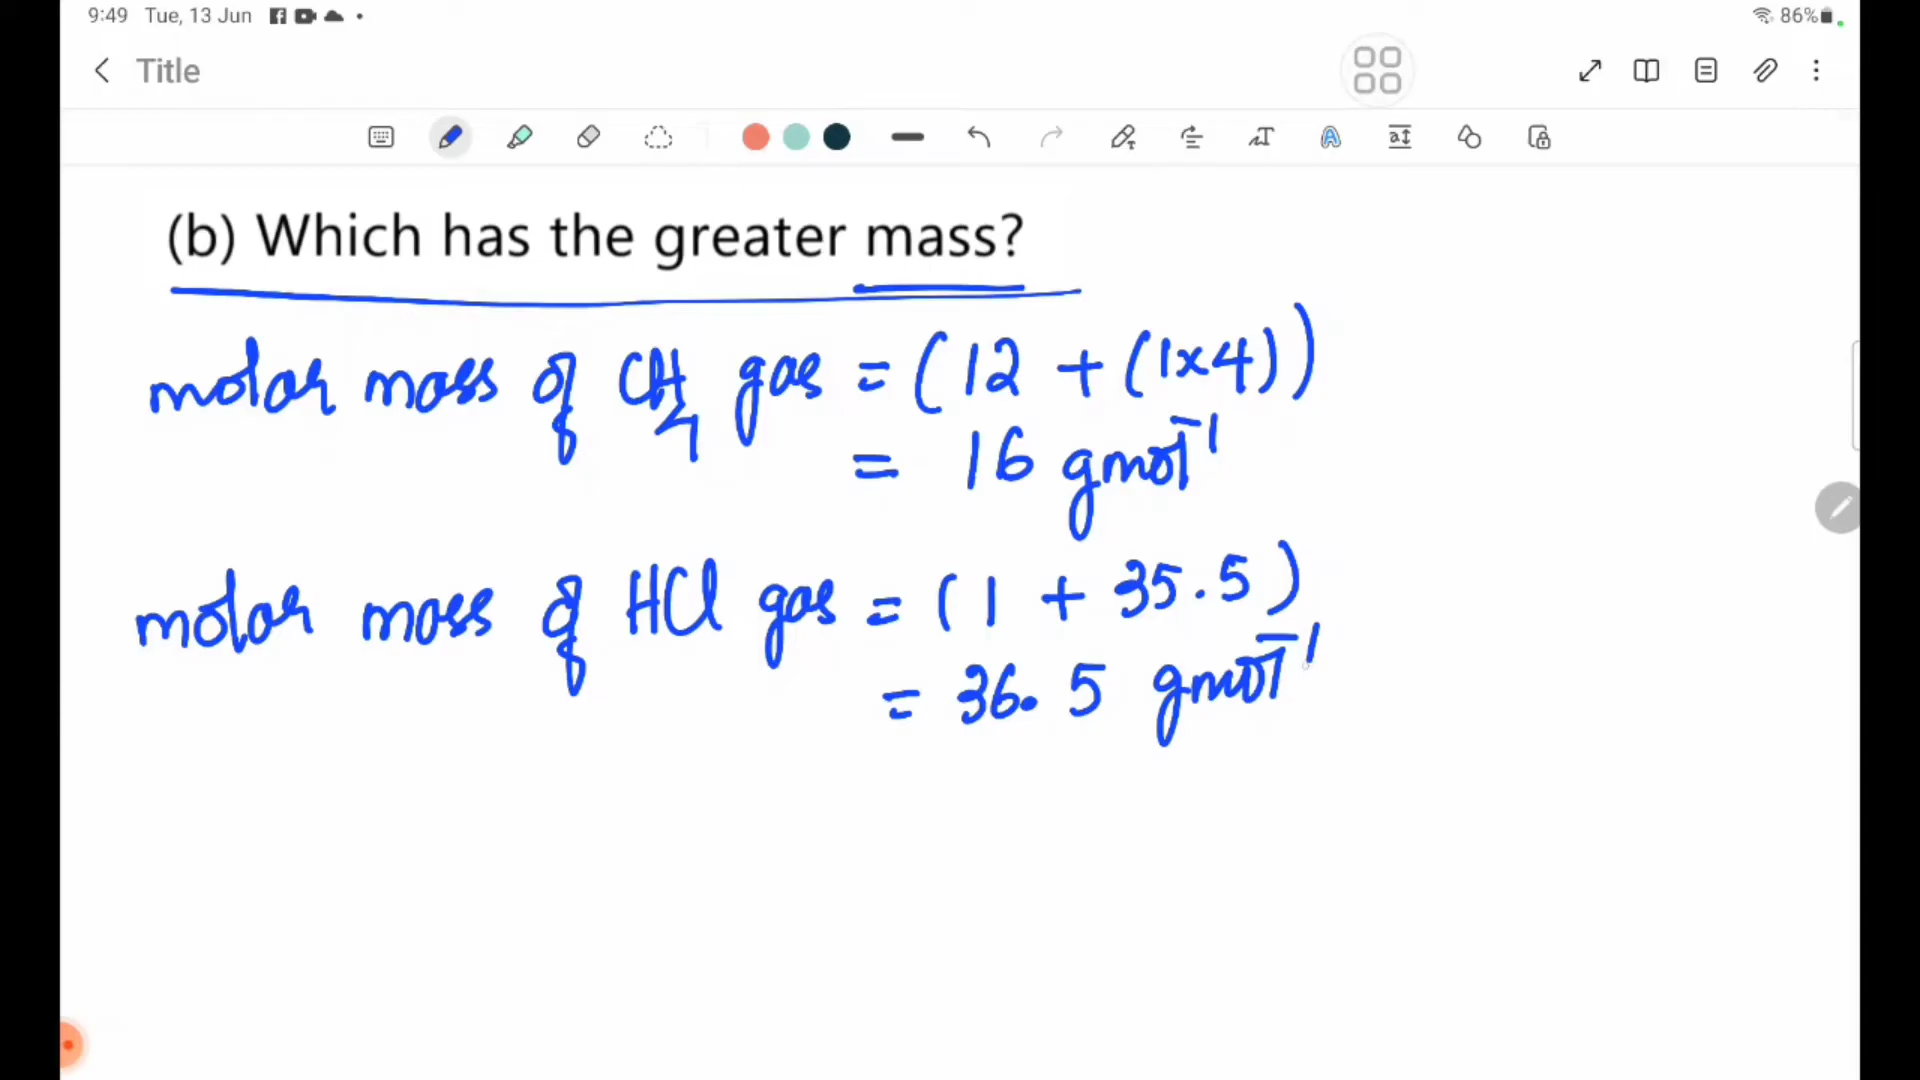 9:49 Tue, 13 Jun 86%
Title
(b) Which has the greater mass?
molar mass of CH₄ gas = (12 + (1x4))
= 16 gmol⁻¹
molar mass of HCl gas = (1 + 35.5)
= 36.5 gmol⁻¹